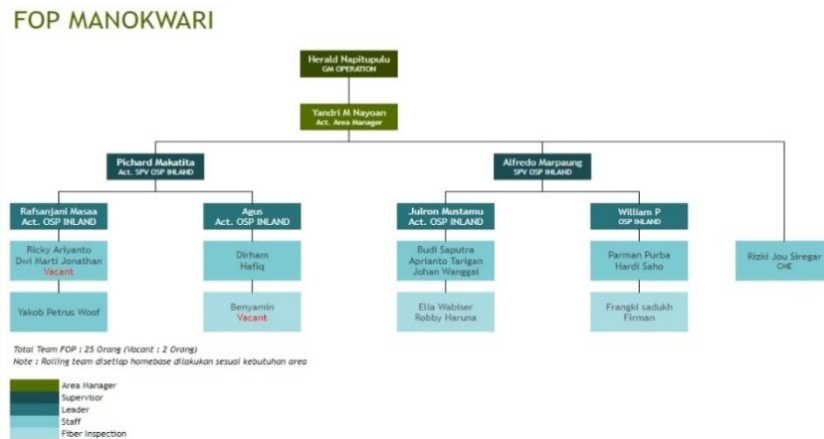 FOP MANOKWARI
Herald Napitupulu
GM OPERATION
Yandri M Nayoan
Act. Area Manager
Pichard Makatita
Act. SPV OSP INLAND
Alfredo Marpaung
SPV OSP INLAND
Rafsanjani Masaa
Act. OSP INLAND
Agus
Act. OSP INLAND
Juiron Mustamu
Act. OSP INLAND
William P
OSP INLAND
Ricky Ariyanto
Dwi Marti Jonathan
Vacant
Dirham
Hafiq
Budi Saputra
Aprianto Tarigan
Johan Wanggai
Parman Purba
Hardi Saho
Rizki Jou Siregar
CME
Yakob Petrus Woof
Benyamin
Vacant
Elia Wabiser
Robby Haruna
Frangki sadukh
Firman
Total Team FOP : 25 Orang (Vacant : 2 Orang)
Note : Rolling team disetiap homebase dilakukan sesuai kebutuhan area
Area Manager
Supervisor
Leader
Staff
Fiber Inspection